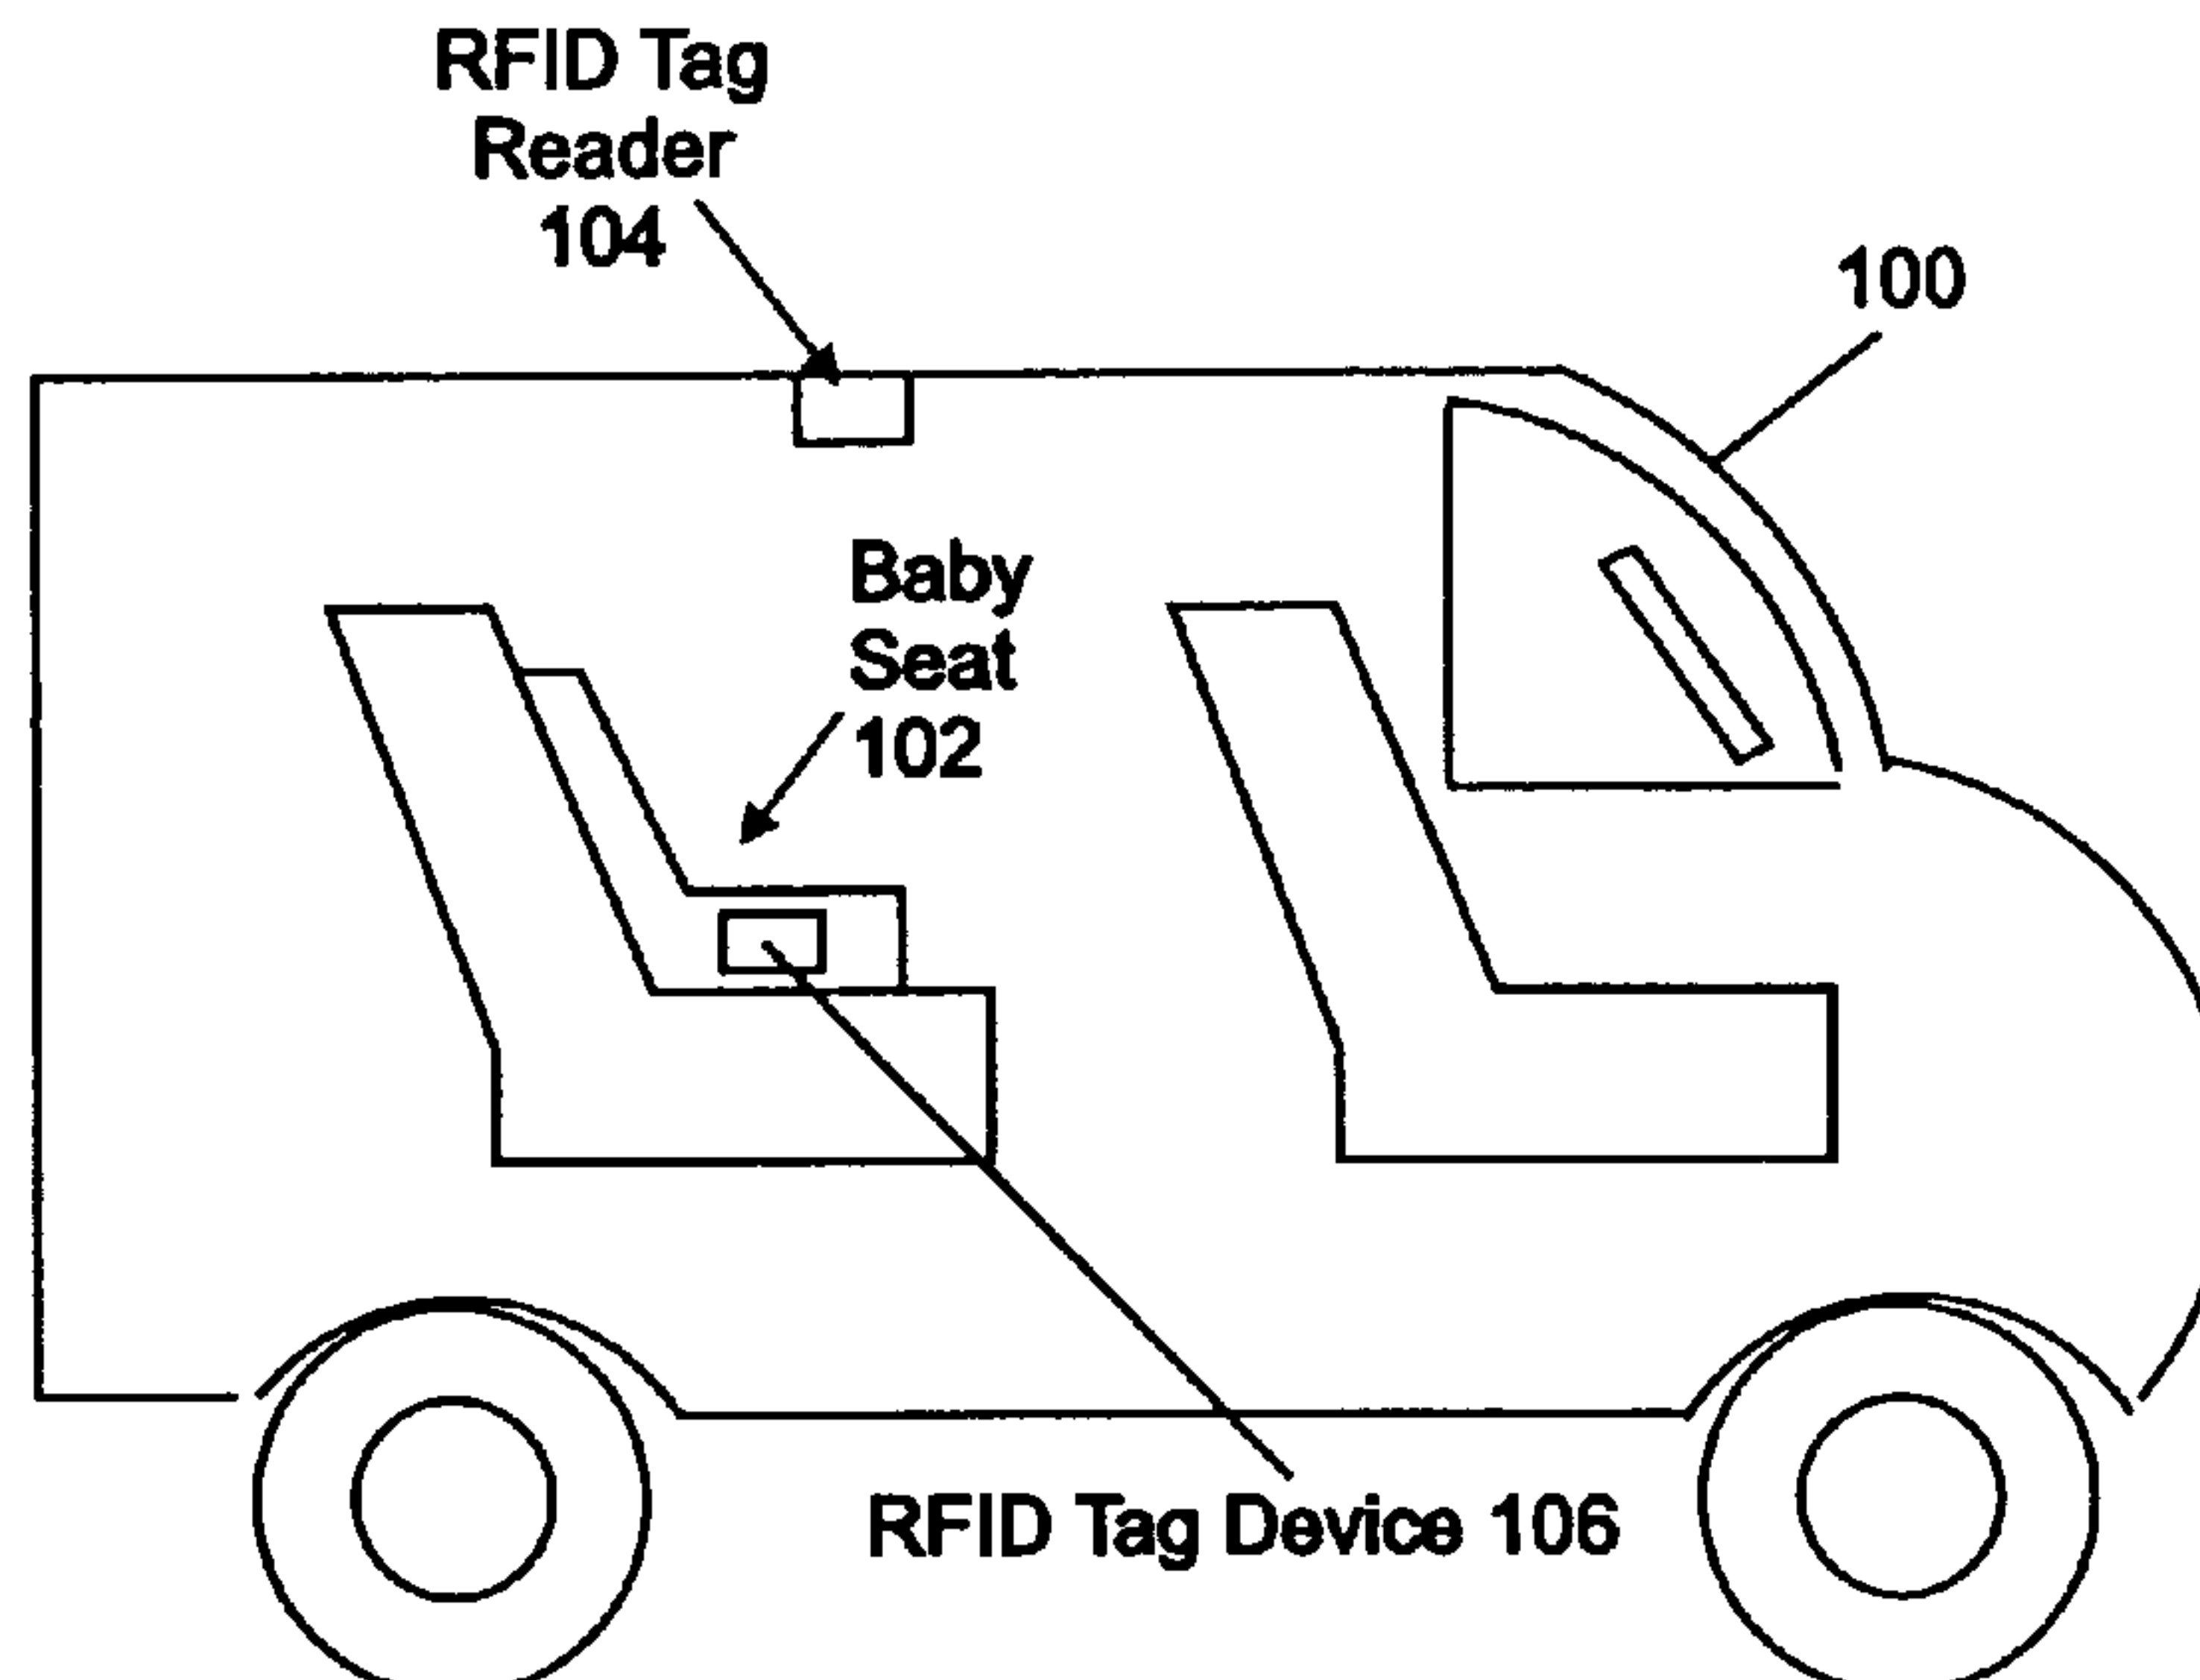 RFID Tag
Reader
104
100
Baby
Seat
102
RFID Tag Device 106